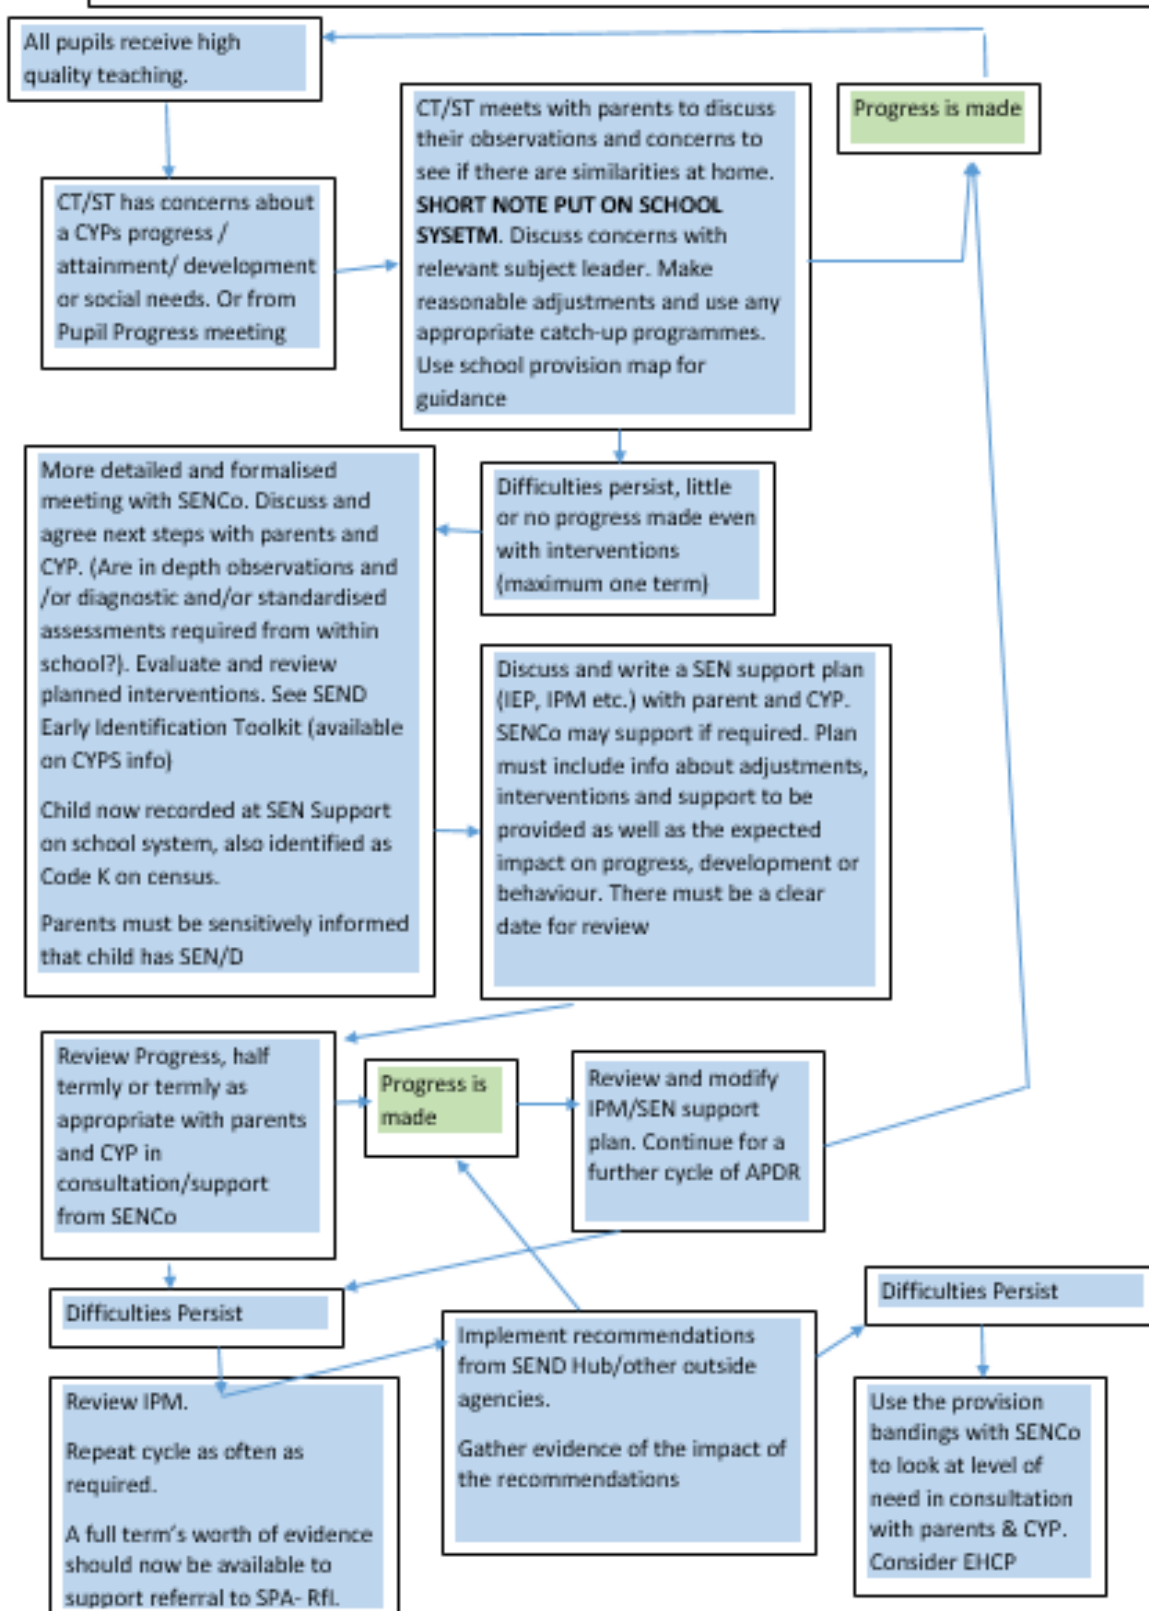 All pupils receive high
quality teaching.
CT/ST has concerns about
a CYPs progress /
attainment/ development
or social needs. Or from
Pupil Progress meeting
CT/ST meets with parents to discuss
their observations and concerns to
see if there are similarities at home.
SHORT NOTE PUT ON SCHOOL
SYSETM. Discuss concerns with
relevant subject leader. Make
reasonable adjustments and use any
appropriate catch-up programmes.
Use school provision map for
guidance
Progress is made
Difficulties persist, little
or no progress made even
with interventions
(maximum one term)
More detailed and formalised
meeting with SENCo. Discuss and
agree next steps with parents and
CYP. (Are in depth observations and
/or diagnostic and/or standardised
assessments required from within
school?). Evaluate and review
planned interventions. See SEND
Early Identification Toolkit (available
on CYPS info)
Child now recorded at SEN Support
on school system, also identified as
Code K on census.
Parents must be sensitively informed
that child has SEN/D
Discuss and write a SEN support plan
(IEP, IPM etc.) with parent and CYP.
SENCo may support if required. Plan
must include info about adjustments,
interventions and support to be
provided as well as the expected
impact on progress, development or
behaviour. There must be a clear
date for review
Review Progress, half
termly or termly as
appropriate with parents
and CYP in
consultation/support
from SENCo
Progress is
made
Review and modify
IPM/SEN support
plan. Continue for a
further cycle of APDR
Difficulties Persist
Review IPM.
Repeat cycle as often as
required.
A full term's worth of evidence
should now be available to
support referral to SPA- RfI.
Implement recommendations
from SEND Hub/other outside
agencies.
Gather evidence of the impact of
the recommendations
Difficulties Persist
Use the provision
bandings with SENCo
to look at level of
need in consultation
with parents & CYP.
Consider EHCP